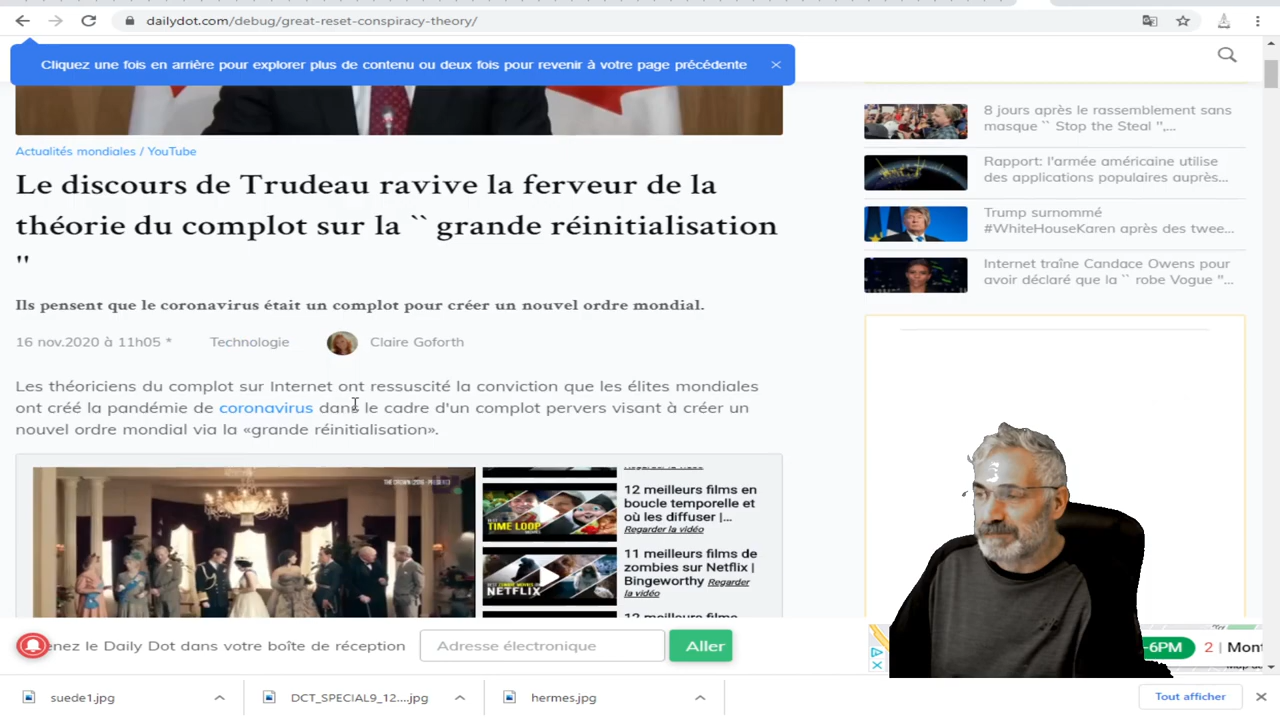 dailydot.com/debug/great-reset-conspiracy-theory/
Cliquez une fois en arrière pour explorer plus de contenu ou deux fois pour revenir à votre page précédente
Actualités mondiales / YouTube
Le discours de Trudeau ravive la ferveur de la
théorie du complot sur la `` grande réinitialisation
''
Ils pensent que le coronavirus était un complot pour créer un nouvel ordre mondial.
16 nov.2020 à 11h05 *
Technologie
Claire Goforth
Les théoriciens du complot sur Internet ont ressuscité la conviction que les élites mondiales
ont créé la pandémie de coronavirus dans le cadre d'un complot pervers visant à créer un
nouvel ordre mondial via la «grande réinitialisation».
8 jours après le rassemblement sans
masque `` Stop the Steal '',...
Rapport: l'armée américaine utilise
des applications populaires auprès...
Trump surnommé
#WhiteHouseKaren après des twee...
Internet traîne Candace Owens pour
avoir déclaré que la `` robe Vogue ''...
Regarder la vidéo
12 meilleurs films en
boucle temporelle et
où les diffuser |...
Regarder la vidéo
TIME LOOP
MOVIES
11 meilleurs films de
zombies sur Netflix |
Bingeworthy Regarder
la vidéo
NETFLIX
12 meilleurs films
enez le Daily Dot dans votre boîte de réception
Adresse électronique
Aller
-6PM
2 | Mont
suede1.jpg
DCT_SPECIAL9_12....jpg
hermes.jpg
Tout afficher